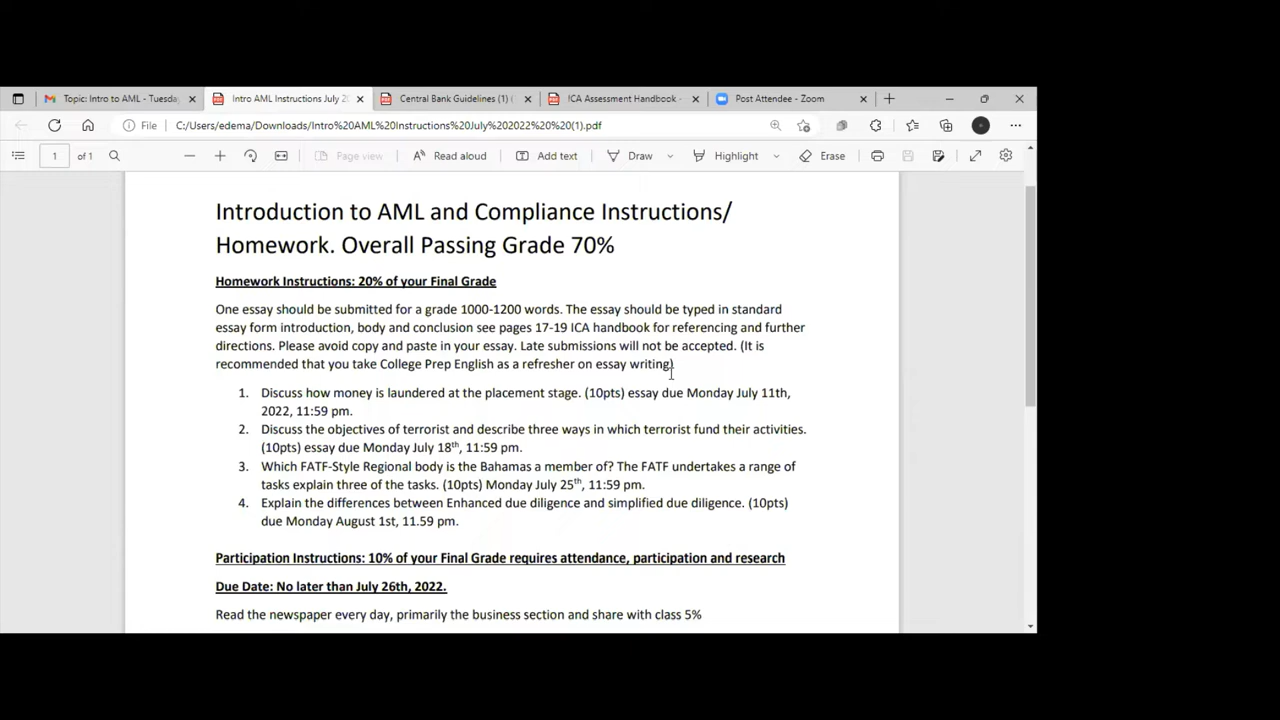 Topic: Intro to AML - Tuesda
Intro AML Instructions July 20
Central Bank Guidelines (1) (
ICA Assessment Handbook -
Post Attendee - Zoom
File
C:/Users/edema/Downloads/Intro%20AML%20Instructions%20July%202022%20%20(1).pdf
1
of 1
Page view
Read aloud
Add text
Draw
Highlight
Erase
Introduction to AML and Compliance Instructions/
Homework. Overall Passing Grade 70%
Homework Instructions: 20% of your Final Grade
One essay should be submitted for a grade 1000-1200 words. The essay should be typed in standard
essay form introduction, body and conclusion see pages 17-19 ICA handbook for referencing and further
directions. Please avoid copy and paste in your essay. Late submissions will not be accepted. (It is
recommended that you take College Prep English as a refresher on essay writing)
1. Discuss how money is laundered at the placement stage. (10pts) essay due Monday July 11th,
2022, 11:59 pm.
2. Discuss the objectives of terrorist and describe three ways in which terrorist fund their activities.
(10pts) essay due Monday July 18th, 11:59 pm.
3. Which FATF-Style Regional body is the Bahamas a member of? The FATF undertakes a range of
tasks explain three of the tasks. (10pts) Monday July 25th, 11:59 pm.
4. Explain the differences between Enhanced due diligence and simplified due diligence. (10pts)
due Monday August 1st, 11.59 pm.
Participation Instructions: 10% of your Final Grade requires attendance, participation and research
Due Date: No later than July 26th, 2022.
Read the newspaper every day, primarily the business section and share with class 5%